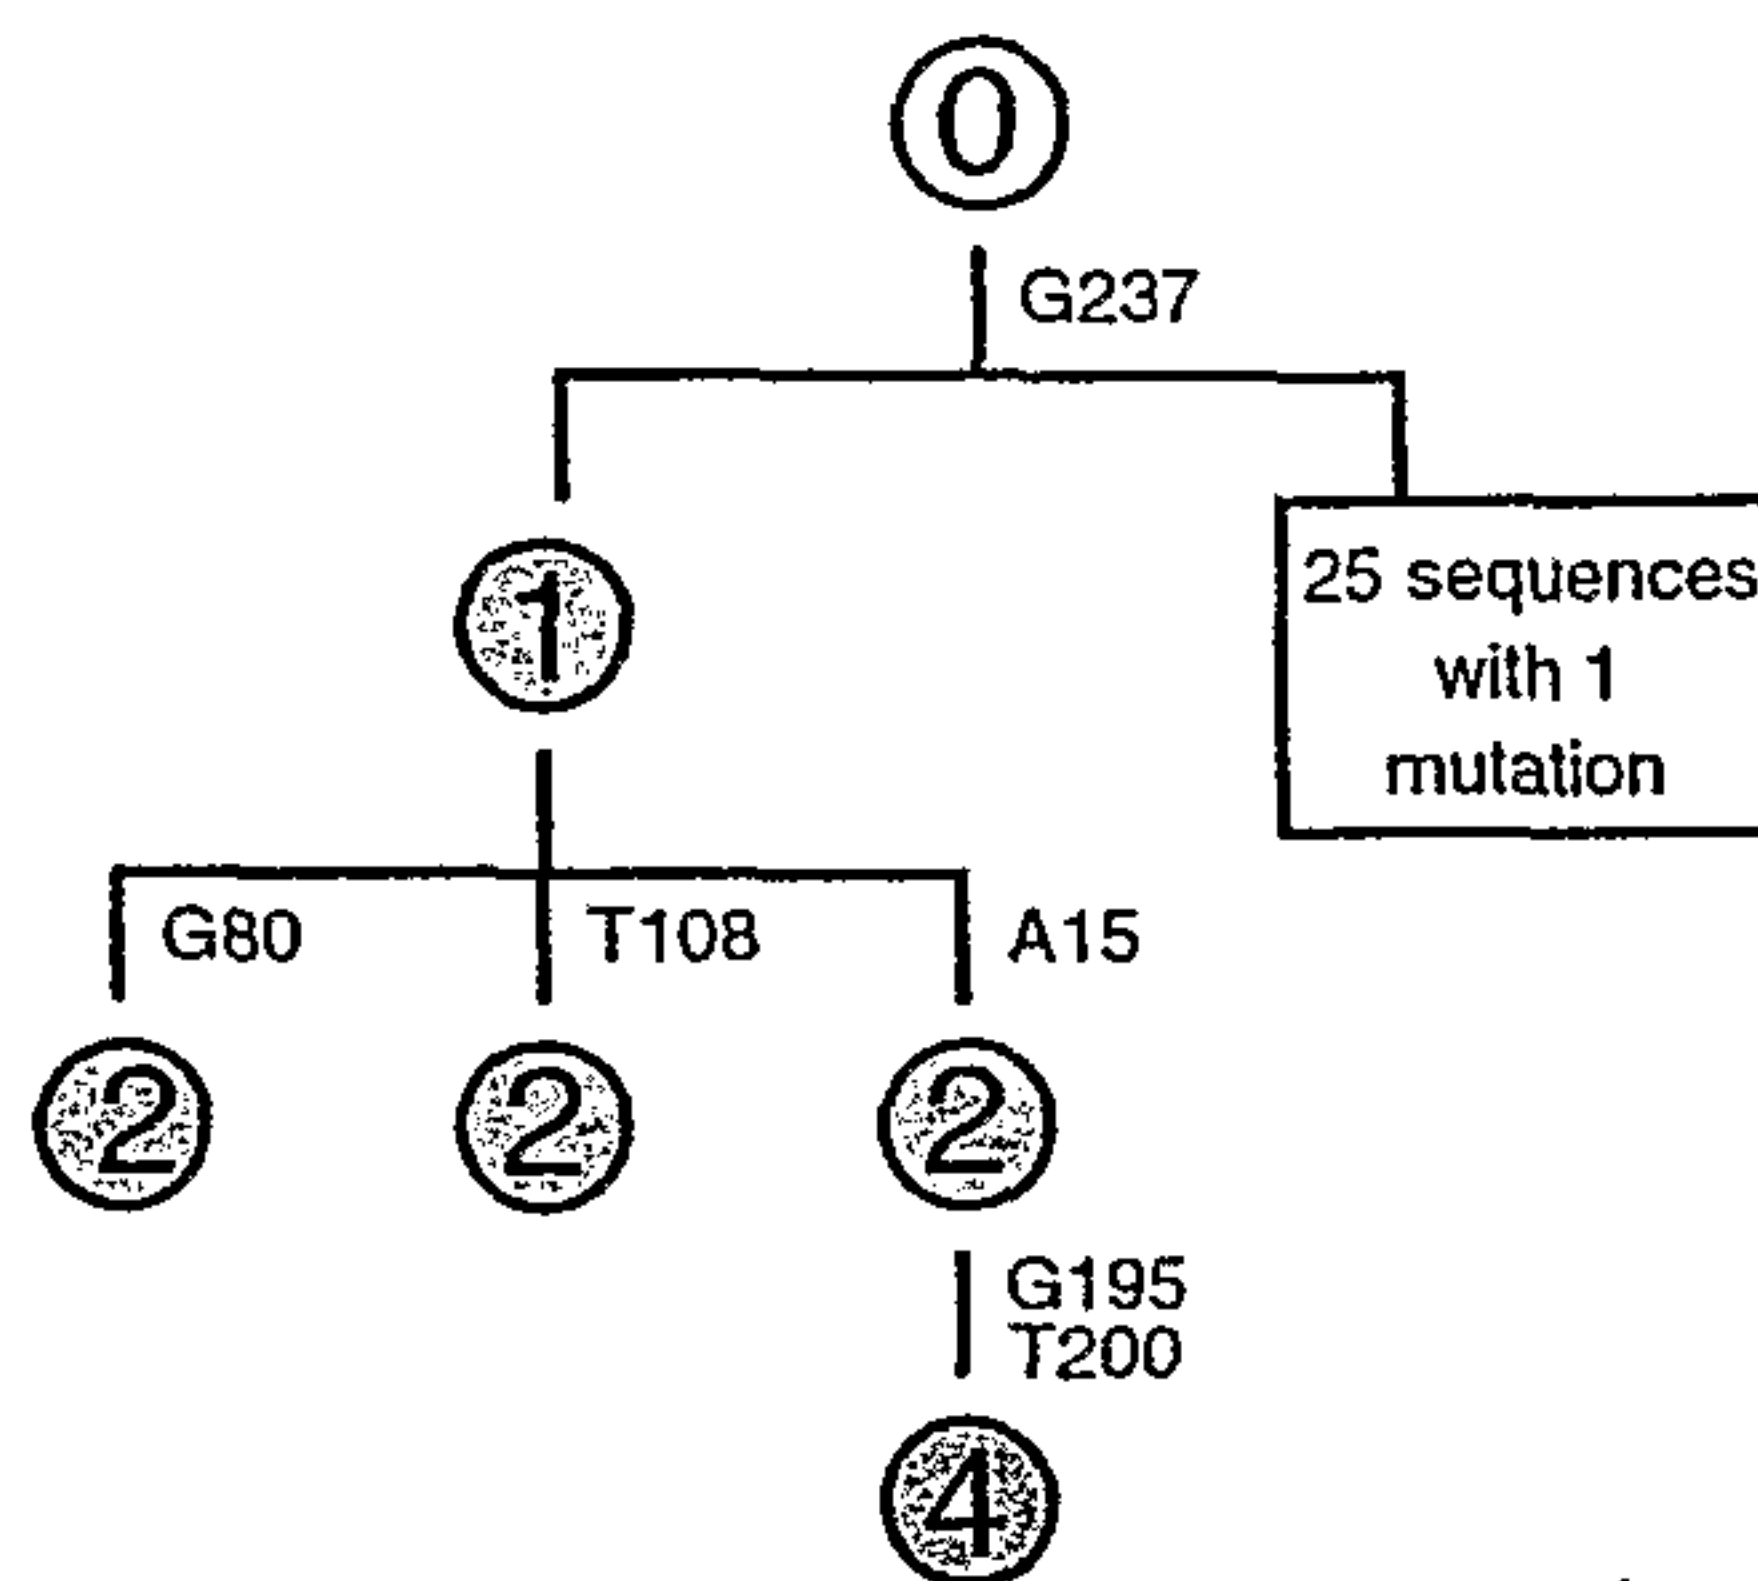 0
G237
1
25 sequences
with 1
mutation
G80
T108
A15
2
2
2
G195
T200
4